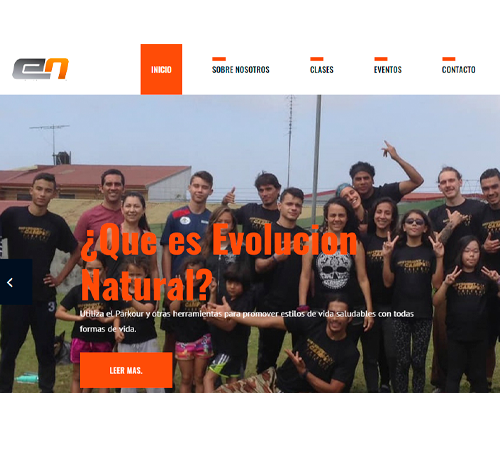 en
INICIO
SOBRE NOSOTROS
CLASES
EVENTOS
CONTACTO
¿Que es Evolucion
Natural?
Utiliza el Parkour y otras herramientas para promover estilos de vida saludables con todas
formas de vida.
LEER MAS.